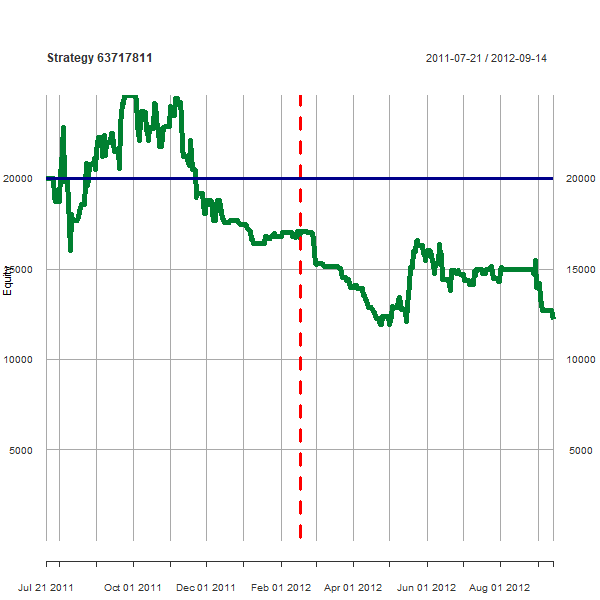 Strategy 63717811
2011-07-21 / 2012-09-14
20000
20000
15000
15000
Equity
10000
10000
5000
5000
Jul 21 2011
Oct 01 2011
Dec 01 2011
Feb 01 2012
Apr 01 2012
Jun 01 2012
Aug 01 2012